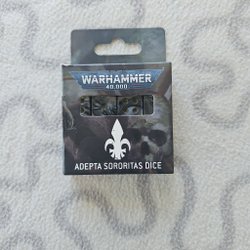 WARHAMMER
40,000
ADEPTA SORORITAS DICE